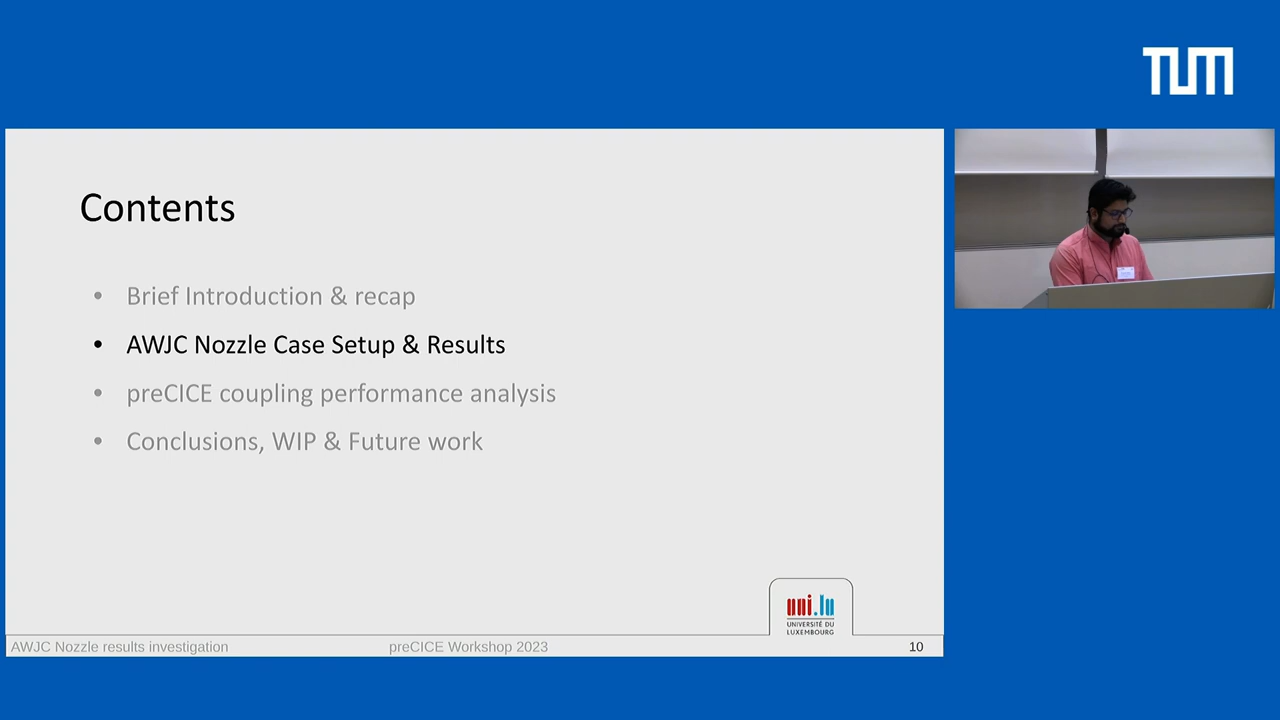 TUM
Contents
• Brief Introduction & recap
• AWJC Nozzle Case Setup & Results
• preCICE coupling performance analysis
• Conclusions, WIP & Future work
uni.lu
UNIVERSITÉ DU
LUXEMBOURG
AWJC Nozzle results investigation
preCICE Workshop 2023
10